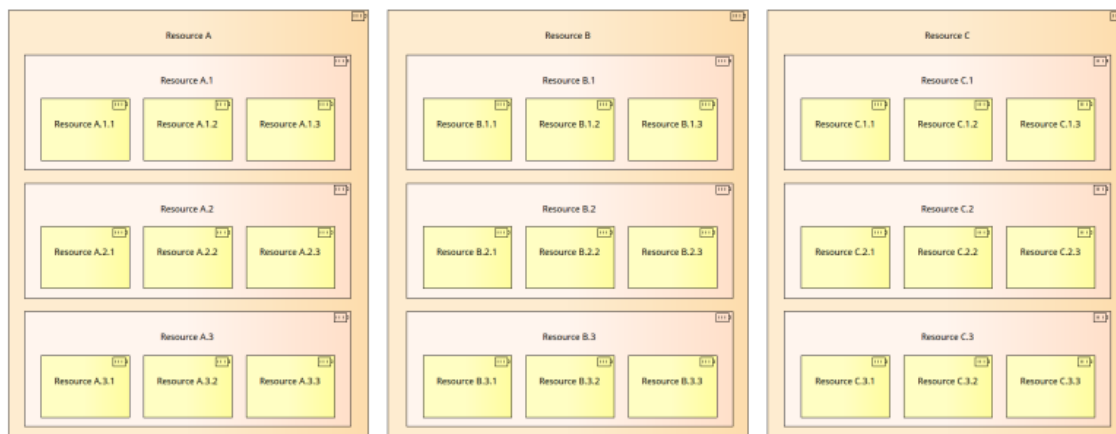 Resource A
Resource A.1
Resource A.1.1 Resource A.1.2 Resource A.1.3
Resource A.2
Resource A.2.1 Resource A.2.2 Resource A.2.3
Resource A.3
Resource A.3.1 Resource A.3.2 Resource A.3.3
Resource B
Resource B.1
Resource B.1.1 Resource B.1.2 Resource B.1.3
Resource B.2
Resource B.2.1 Resource B.2.2 Resource B.2.3
Resource B.3
Resource B.3.1 Resource B.3.2 Resource B.3.3
Resource C
Resource C.1
Resource C.1.1 Resource C.1.2 Resource C.1.3
Resource C.2
Resource C.2.1 Resource C.2.2 Resource C.2.3
Resource C.3
Resource C.3.1 Resource C.3.2 Resource C.3.3